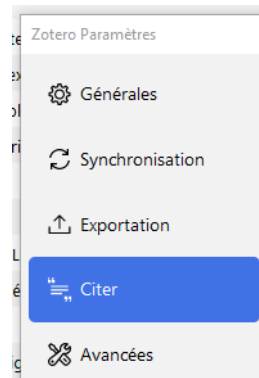 Zotero Paramètres
Générales
Synchronisation
Exportation
Citer
Avancées